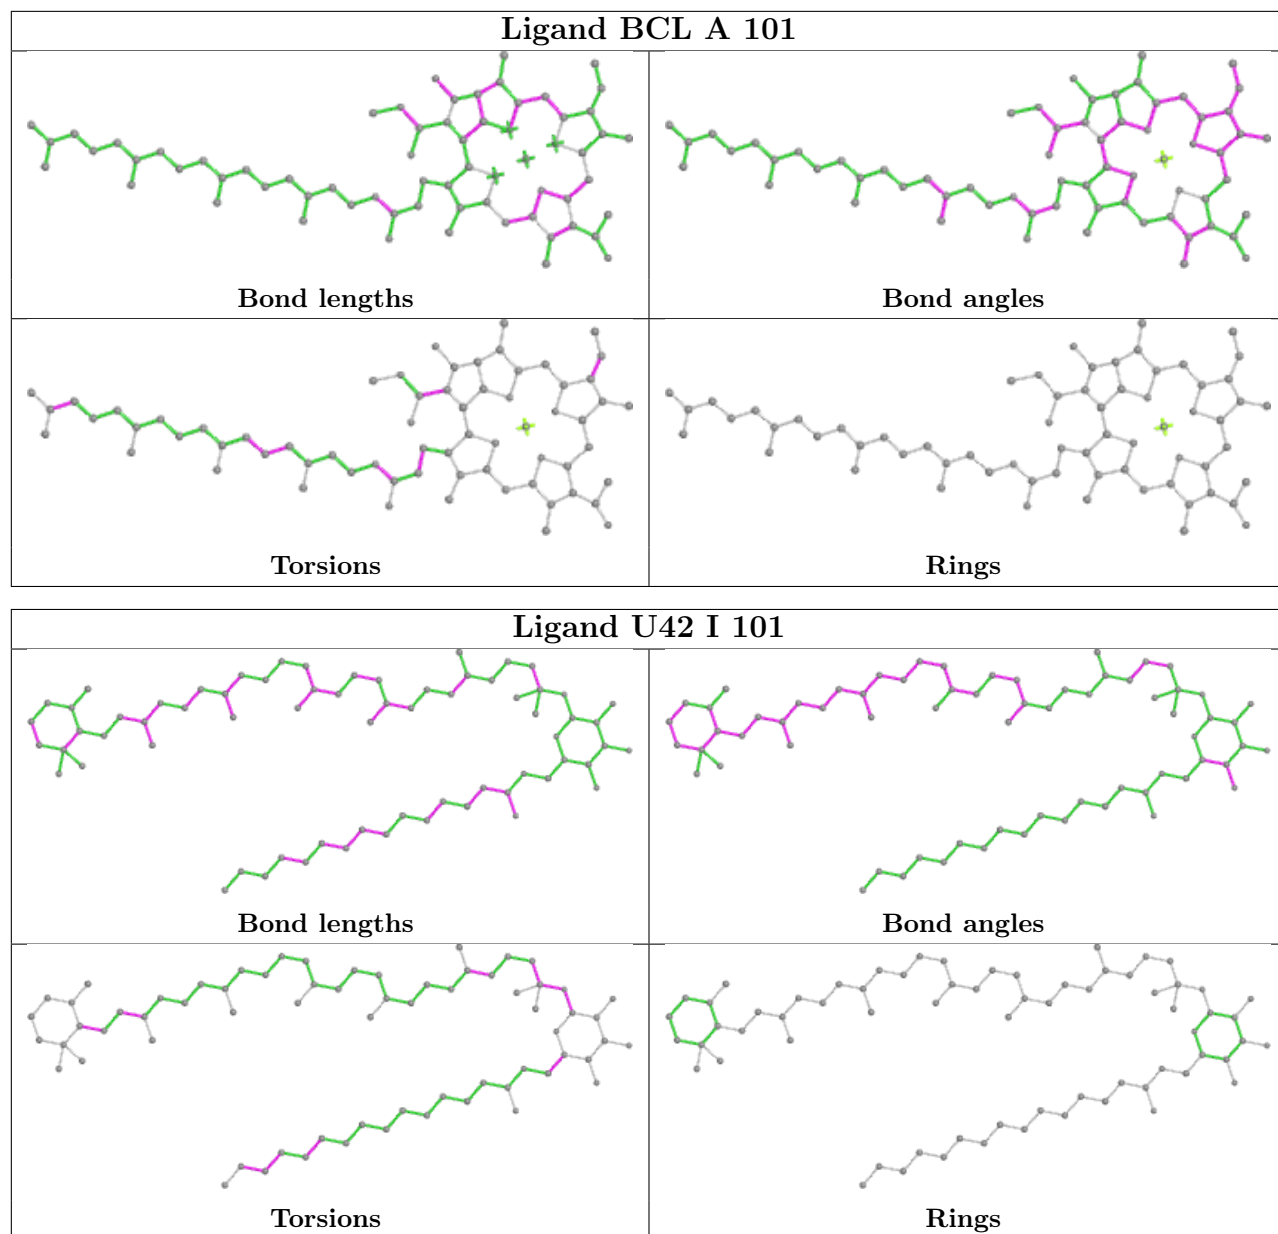 Ligand BCL A 101
Bond lengths
Bond angles
Torsions
Rings
Ligand U42 I 101
Bond lengths
Bond angles
Torsions
Rings